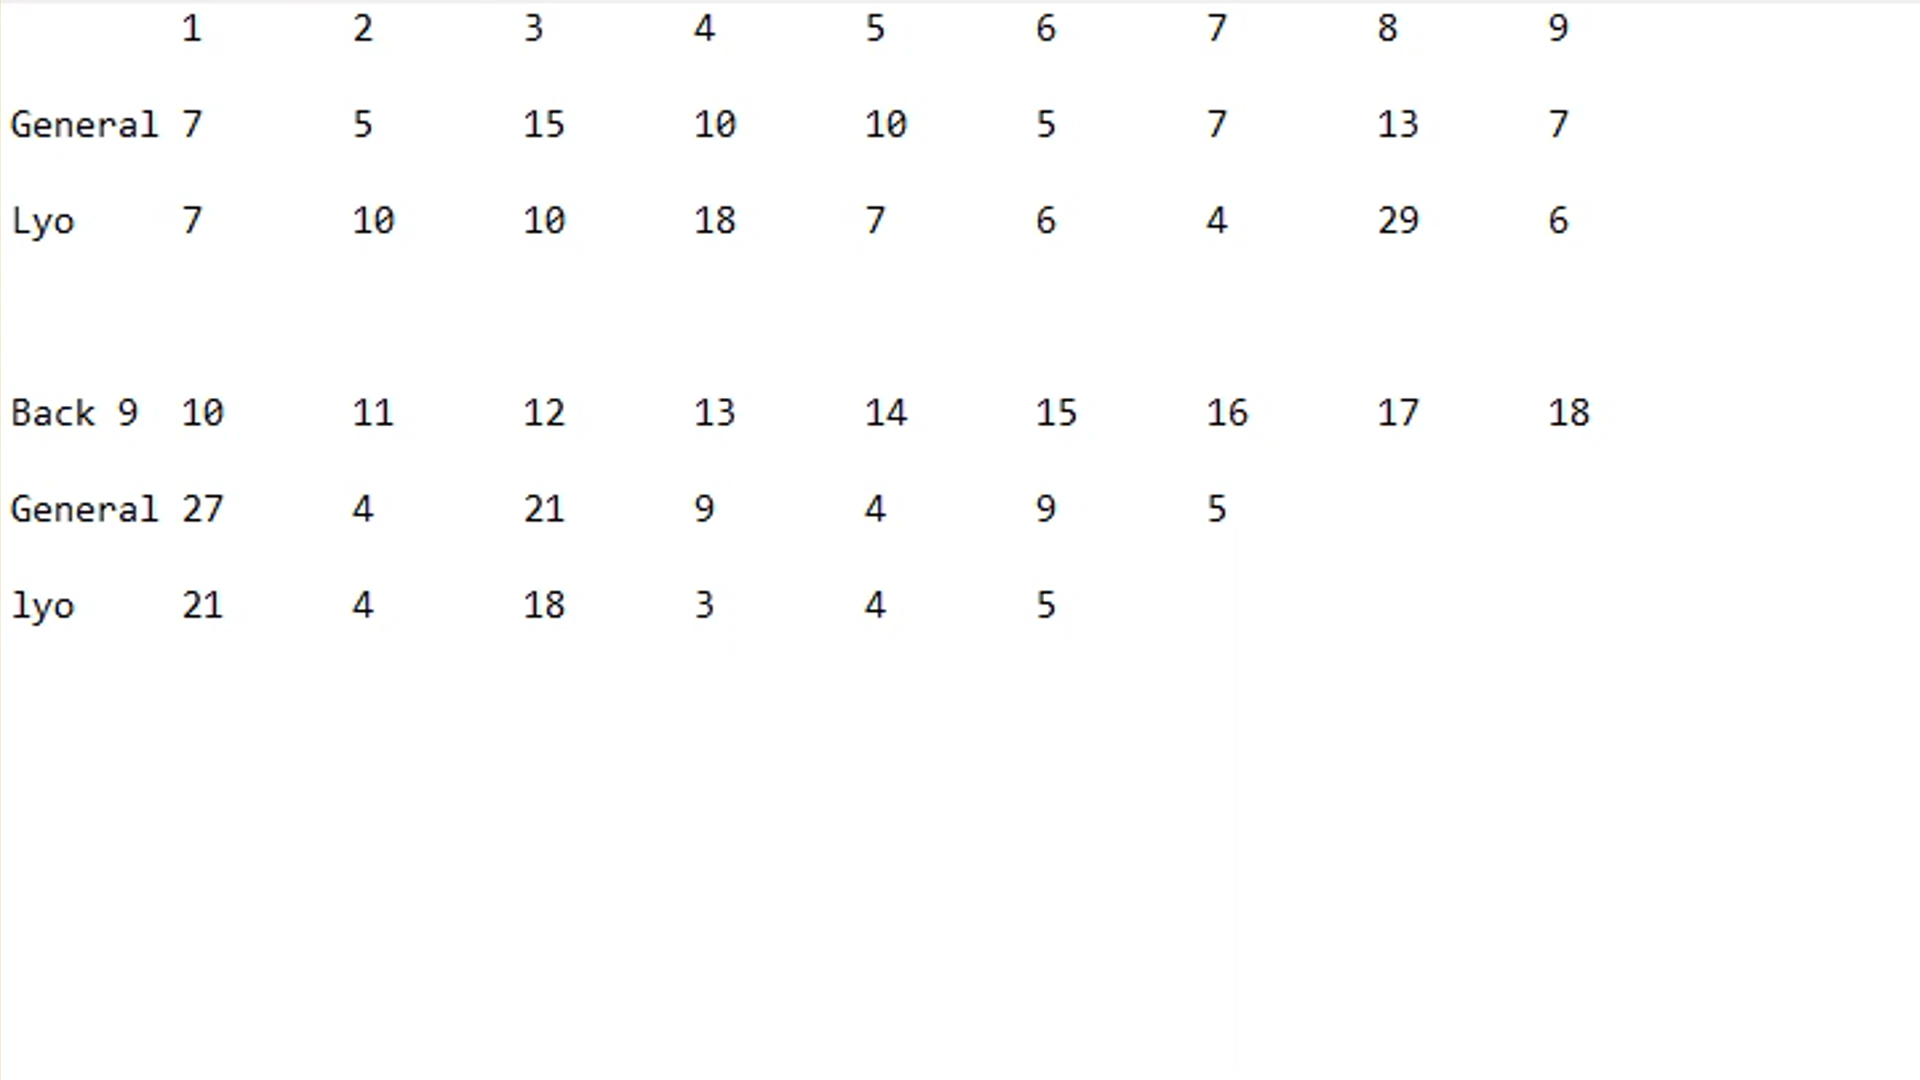 1 2 3 4 5 6 7 8 9
General 7 5 15 10 10 5 7 13 7
Lyo 7 10 10 18 7 6 4 29 6
Back 9 10 11 12 13 14 15 16 17 18
General 27 4 21 9 4 9 5
lyo 21 4 18 3 4 5